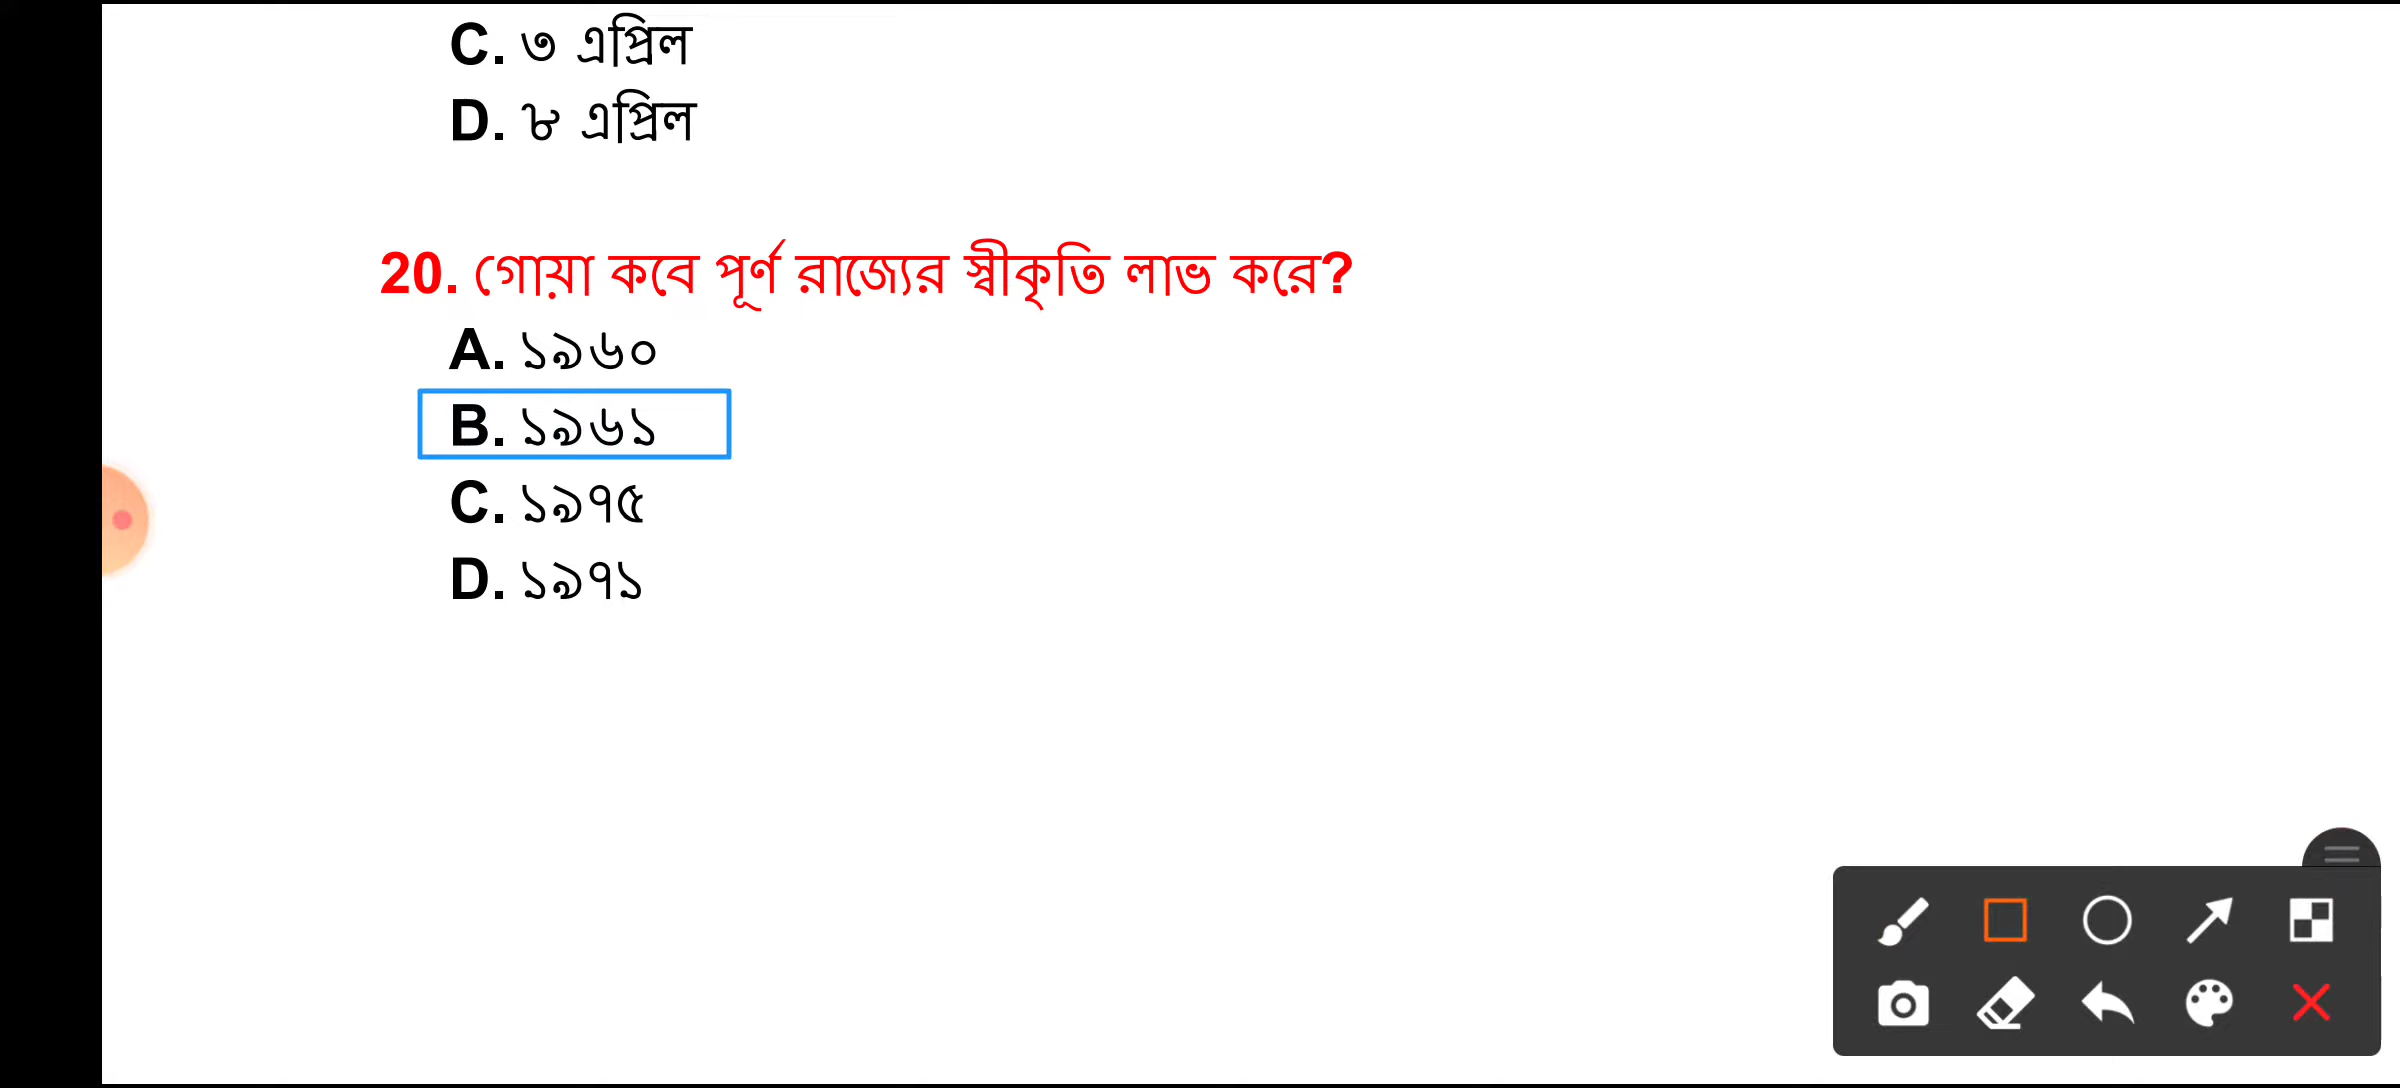 C. ৩ এপ্রিল
D. ৮ এপ্রিল
20. গোয়া কবে পূর্ণ রাজ্যের স্বীকৃতি লাভ করে?
A. ১৯৬০
B. ১৯৬১
C. ১৯৭৫
D. ১৯৭১